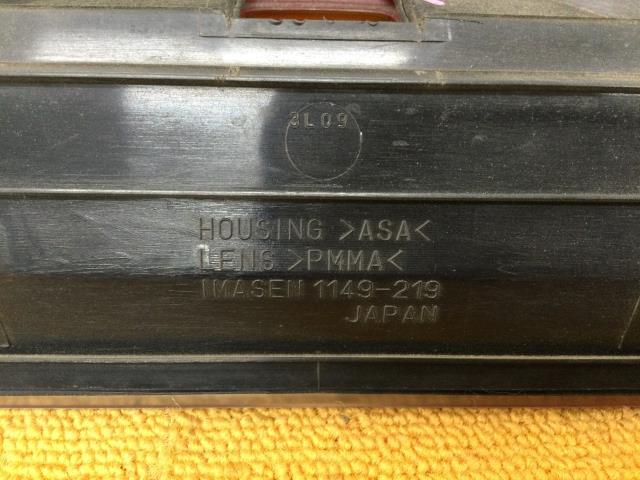 3L09
HOUSING >ASA<
LENS >PMMA<
IMASEN 1149-219
JAPAN